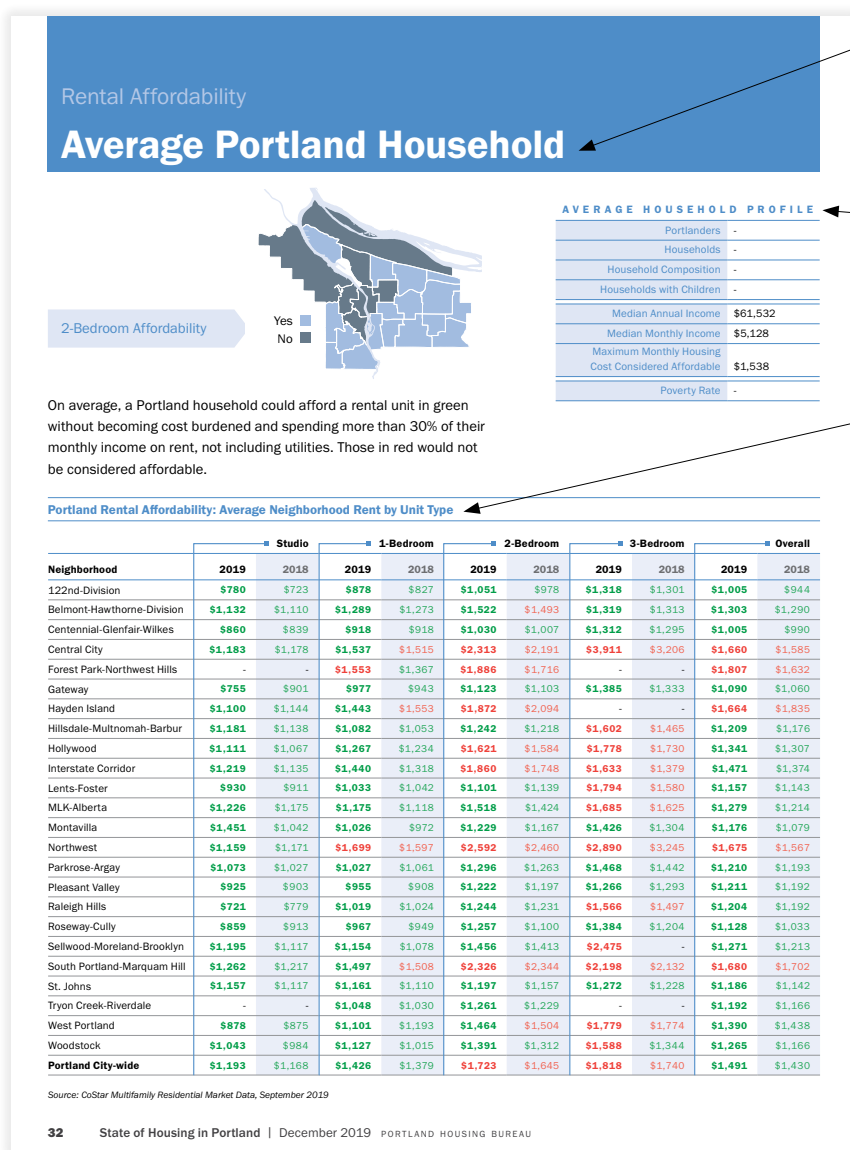 Rental Affordability
Average Portland Household
AVERAGE HOUSEHOLD PROFILE
Portlanders -
Households -
Household Composition -
Households with Children -
Median Annual Income $61,532
Median Monthly Income $5,128
Maximum Monthly Housing
Cost Considered Affordable $1,538
Poverty Rate -
2-Bedroom Affordability
Yes
No
On average, a Portland household could afford a rental unit in green
without becoming cost burdened and spending more than 30% of their
monthly income on rent, not including utilities. Those in red would not
be considered affordable.
Portland Rental Affordability: Average Neighborhood Rent by Unit Type
Studio 1-Bedroom 2-Bedroom 3-Bedroom Overall
Neighborhood 2019 2018 2019 2018 2019 2018 2019 2018 2019 2018
122nd-Division $780 $723 $878 $827 $1,051 $978 $1,318 $1,301 $1,005 $944
Belmont-Hawthorne-Division $1,132 $1,110 $1,289 $1,273 $1,522 $1,493 $1,319 $1,313 $1,303 $1,290
Centennial-Glenfair-Wilkes $860 $839 $918 $918 $1,030 $1,007 $1,312 $1,295 $1,005 $990
Central City $1,183 $1,178 $1,537 $1,515 $2,313 $2,191 $3,911 $3,206 $1,660 $1,585
Forest Park-Northwest Hills - - $1,553 $1,367 $1,886 $1,716 - - $1,807 $1,632
Gateway $755 $901 $977 $943 $1,123 $1,103 $1,385 $1,333 $1,090 $1,060
Hayden Island $1,100 $1,144 $1,443 $1,553 $1,872 $2,094 - - $1,664 $1,835
Hillsdale-Multnomah-Barbur $1,181 $1,138 $1,082 $1,053 $1,242 $1,218 $1,602 $1,465 $1,209 $1,176
Hollywood $1,111 $1,067 $1,267 $1,234 $1,621 $1,584 $1,778 $1,730 $1,341 $1,307
Interstate Corridor $1,219 $1,135 $1,440 $1,318 $1,860 $1,748 $1,633 $1,379 $1,471 $1,374
Lents-Foster $930 $911 $1,033 $1,042 $1,101 $1,139 $1,794 $1,580 $1,157 $1,143
MLK-Alberta $1,226 $1,175 $1,175 $1,118 $1,518 $1,424 $1,685 $1,625 $1,279 $1,214
Montavilla $1,451 $1,042 $1,026 $972 $1,229 $1,167 $1,426 $1,304 $1,176 $1,079
Northwest $1,159 $1,171 $1,699 $1,597 $2,592 $2,460 $2,890 $3,245 $1,675 $1,567
Parkrose-Argay $1,073 $1,027 $1,027 $1,061 $1,296 $1,263 $1,468 $1,442 $1,210 $1,193
Pleasant Valley $925 $903 $955 $908 $1,222 $1,197 $1,266 $1,293 $1,211 $1,192
Raleigh Hills $721 $779 $1,019 $1,024 $1,244 $1,231 $1,566 $1,497 $1,204 $1,192
Roseway-Cully $859 $913 $967 $949 $1,257 $1,100 $1,384 $1,204 $1,128 $1,033
Sellwood-Moreland-Brooklyn $1,195 $1,117 $1,154 $1,078 $1,456 $1,413 $2,475 - $1,271 $1,213
South Portland-Marquam Hill $1,262 $1,217 $1,497 $1,508 $2,326 $2,344 $2,198 $2,132 $1,680 $1,702
St. Johns $1,157 $1,117 $1,161 $1,110 $1,197 $1,157 $1,272 $1,228 $1,186 $1,142
Tryon Creek-Riverdale - - $1,048 $1,030 $1,261 $1,229 - - $1,192 $1,166
West Portland $878 $875 $1,101 $1,193 $1,464 $1,504 $1,779 $1,774 $1,390 $1,438
Woodstock $1,043 $984 $1,127 $1,015 $1,391 $1,312 $1,588 $1,344 $1,265 $1,166
Portland City-wide $1,193 $1,168 $1,426 $1,379 $1,723 $1,645 $1,818 $1,740 $1,491 $1,430
Source: CoStar Multifamily Residential Market Data, September 2019
32 State of Housing in Portland | December 2019 PORTLAND HOUSING BUREAU